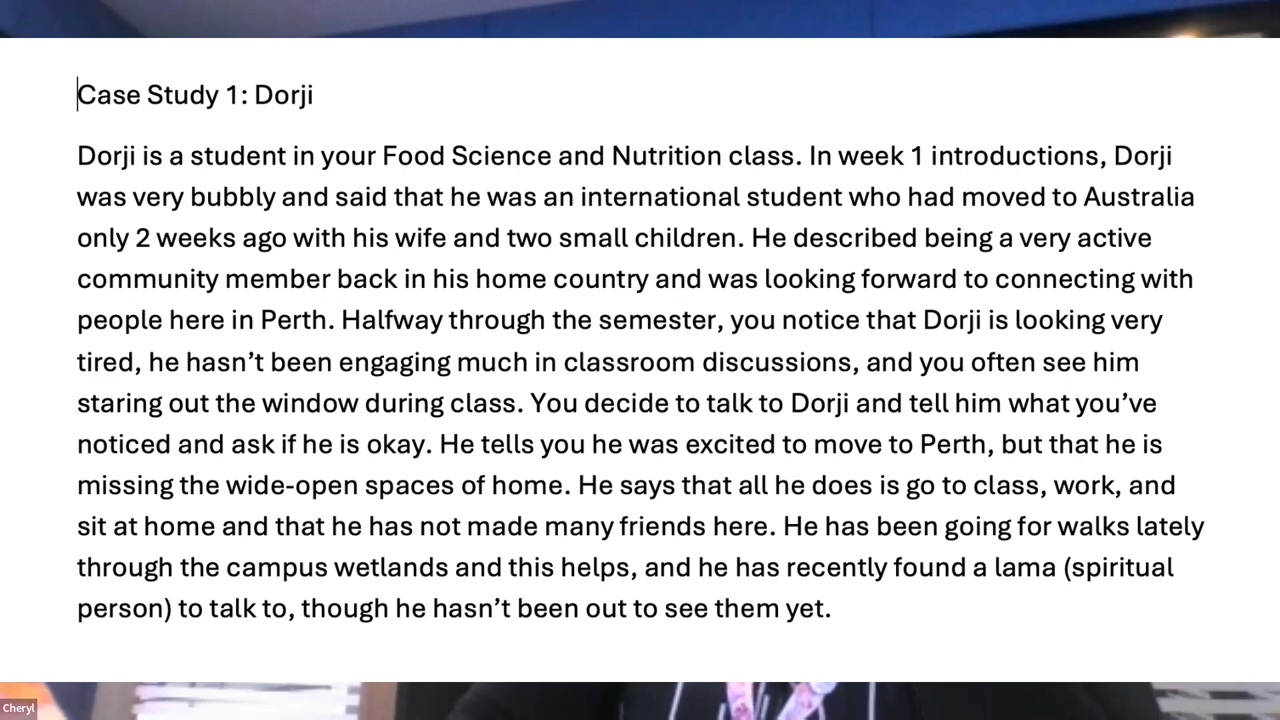 Case Study 1: Dorji
Dorji is a student in your Food Science and Nutrition class. In week 1 introductions, Dorji
was very bubbly and said that he was an international student who had moved to Australia
only 2 weeks ago with his wife and two small children. He described being a very active
community member back in his home country and was looking forward to connecting with
people here in Perth. Halfway through the semester, you notice that Dorji is looking very
tired, he hasn’t been engaging much in classroom discussions, and you often see him
staring out the window during class. You decide to talk to Dorji and tell him what you’ve
noticed and ask if he is okay. He tells you he was excited to move to Perth, but that he is
missing the wide-open spaces of home. He says that all he does is go to class, work, and
sit at home and that he has not made many friends here. He has been going for walks lately
through the campus wetlands and this helps, and he has recently found a lama (spiritual
person) to talk to, though he hasn’t been out to see them yet.
Cheryl